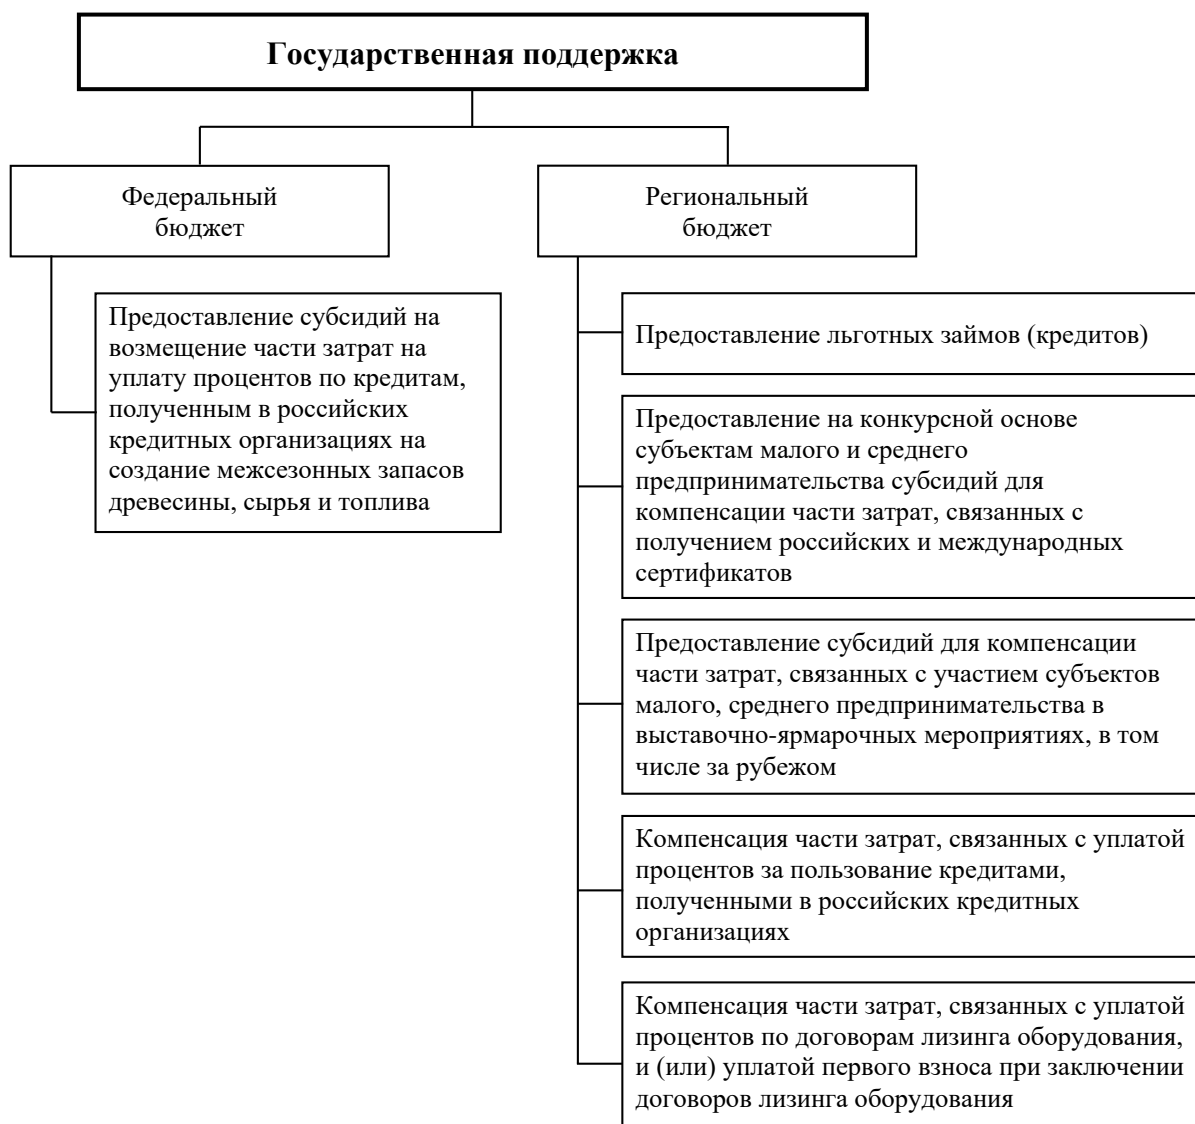 Государственная поддержка
Федеральный
бюджет
Региональный
бюджет
Предоставление субсидий на
возмещение части затрат на
уплату процентов по кредитам,
полученным в российских
кредитных организациях на
создание межсезонных запасов
древесины, сырья и топлива
Предоставление льготных займов (кредитов)
Предоставление на конкурсной основе
субъектам малого и среднего
предпринимательства субсидий для
компенсации части затрат, связанных с
получением российских и международных
сертификатов
Предоставление субсидий для компенсации
части затрат, связанных с участием субъектов
малого, среднего предпринимательства в
выставочно-ярмарочных мероприятиях, в том
числе за рубежом
Компенсация части затрат, связанных с уплатой
процентов за пользование кредитами,
полученными в российских кредитных
организациях
Компенсация части затрат, связанных с уплатой
процентов по договорам лизинга оборудования,
и (или) уплатой первого взноса при заключении
договоров лизинга оборудования